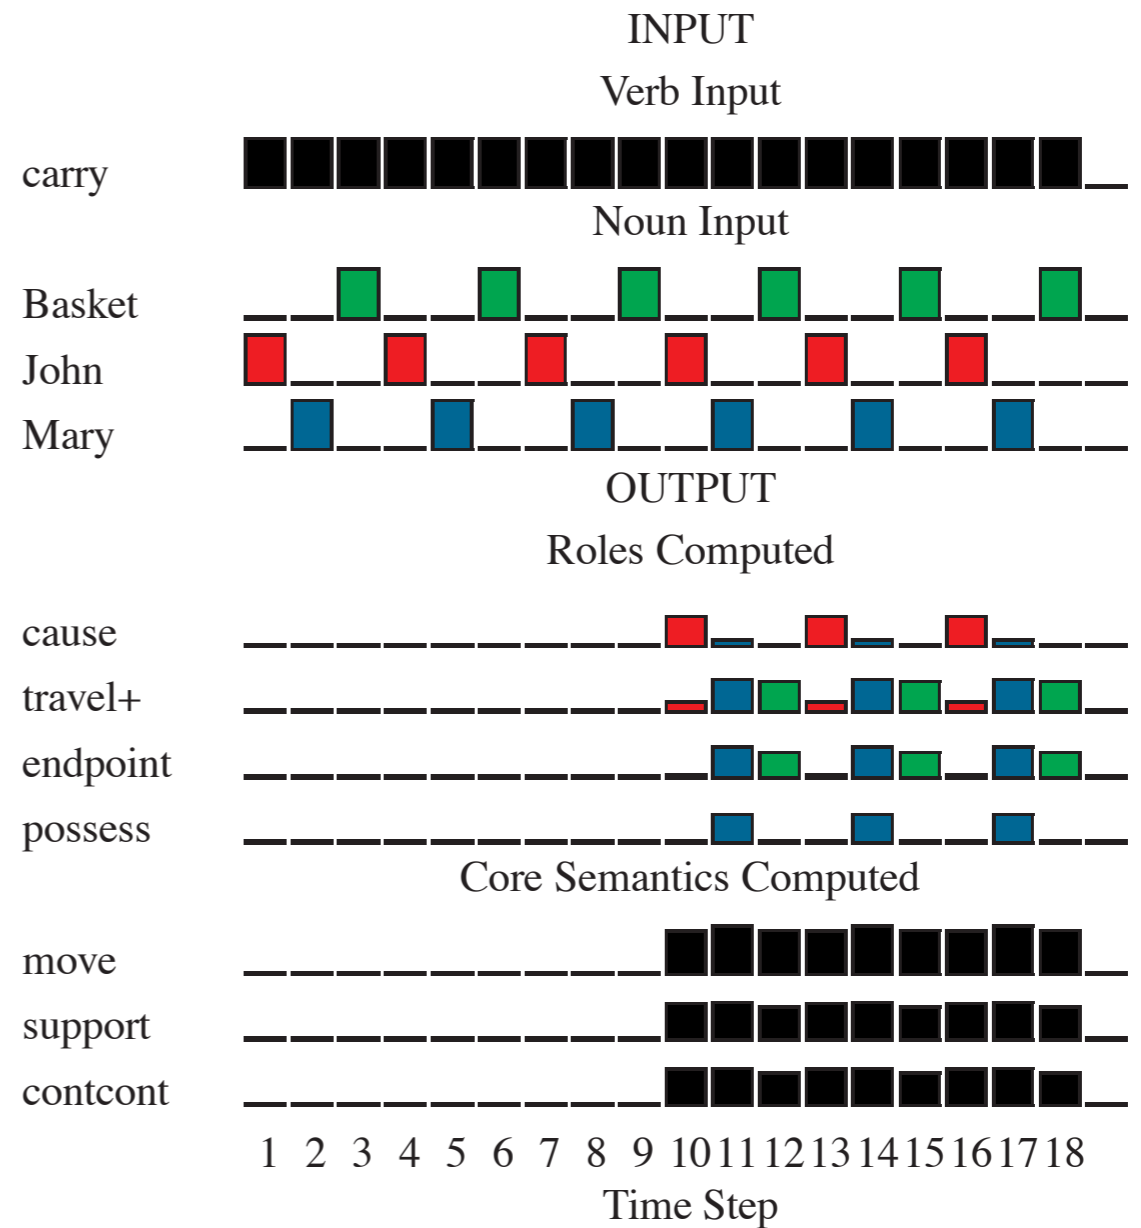 INPUT
Verb Input
carry
Noun Input
Basket
John
Mary
OUTPUT
Roles Computed
cause
travel+
endpoint
possess
Core Semantics Computed
move
support
contcont
1 2 3 4 5 6 7 8 9 10 11 12 13 14 15 16 17 18
Time Step